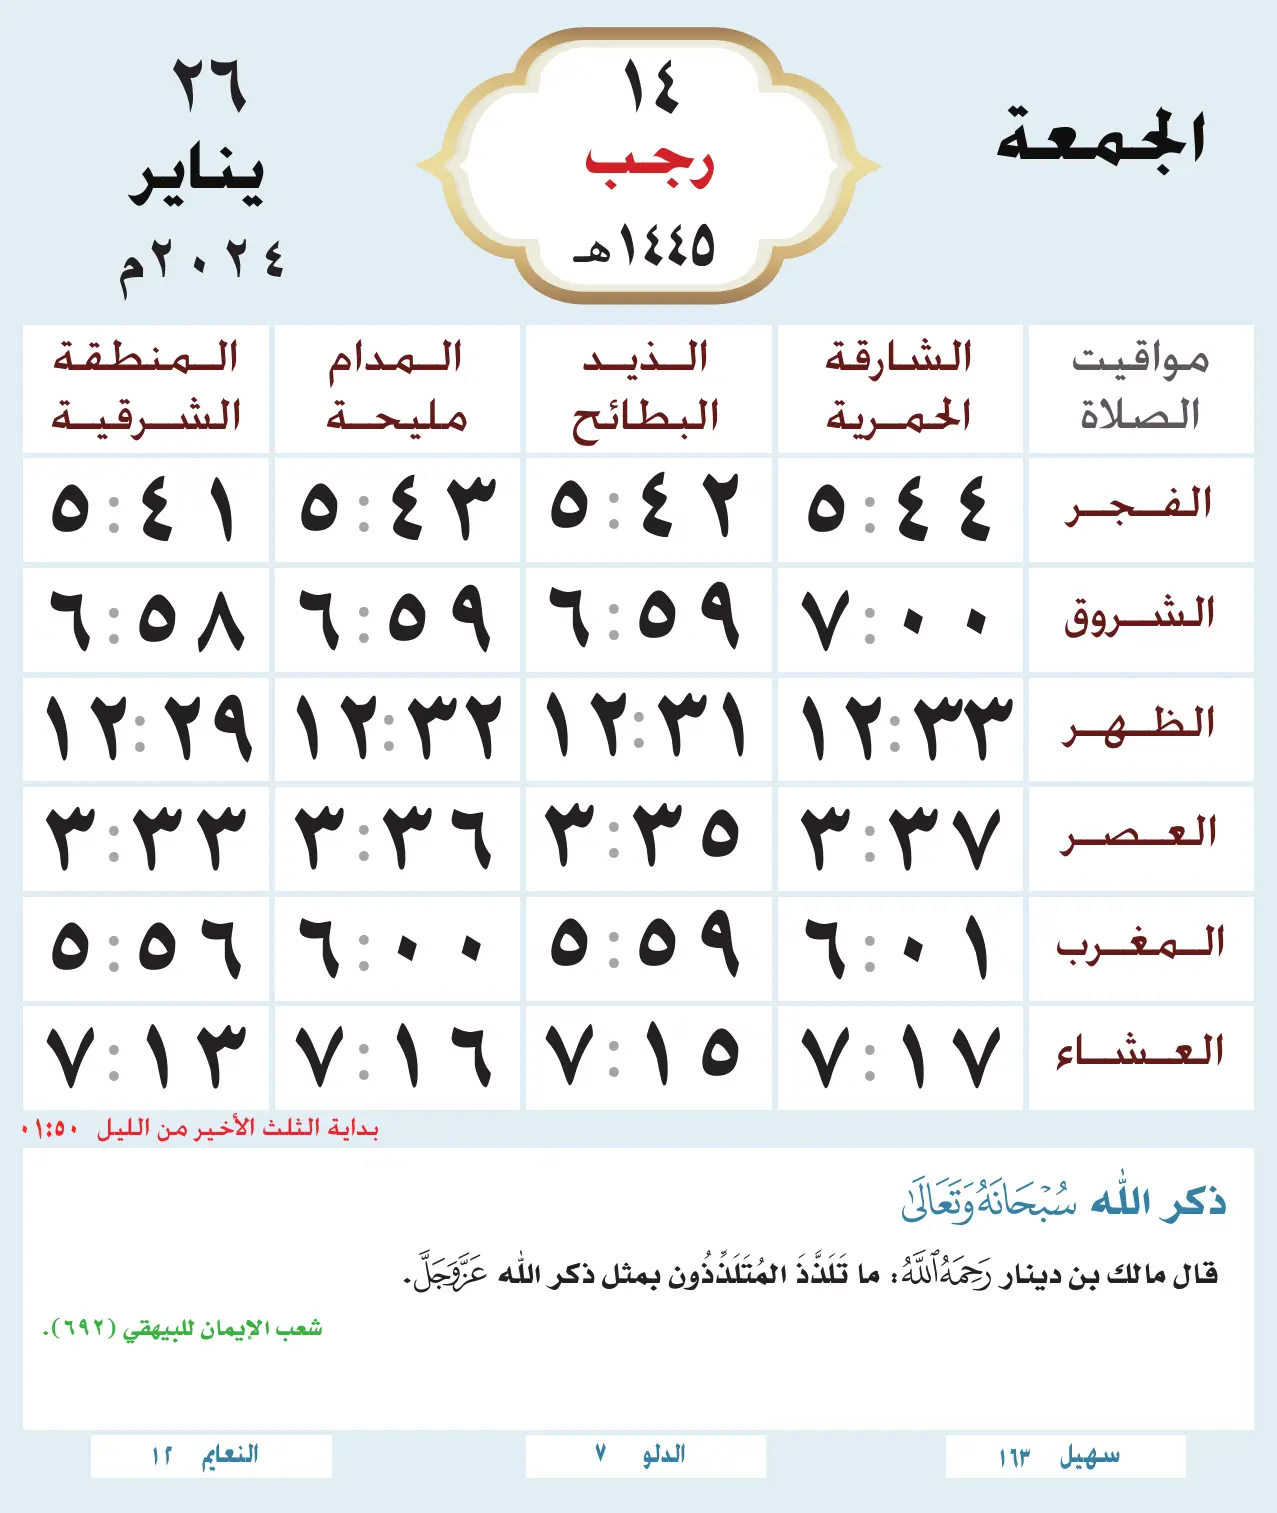 الجمعة
١٤
رجب
١٤٤٥هـ
٢٦
يناير
٢٠٢٤م
مواقيت الصلاة الشارقة الحمرية الذيد البطائح المدام مليحة المنطقة الشرقية
الفجر ٥:٤٤ ٥:٤٢ ٥:٤٣ ٥:٤١
الشروق ٧:٠٠ ٦:٥٩ ٦:٥٩ ٦:٥٨
الظهر ١٢:٣٣ ١٢:٣١ ١٢:٣٢ ١٢:٢٩
العصر ٣:٣٧ ٣:٣٥ ٣:٣٦ ٣:٣٣
المغرب ٦:٠١ ٥:٥٩ ٦:٠٠ ٥:٥٦
العشاء ٧:١٧ ٧:١٥ ٧:١٦ ٧:١٣
بداية الثلث الأخير من الليل ٠١:٥٠
ذكر الله سُبْحَانَهُ وَتَعَالَىٰ
قال مالك بن دينار رَحِمَهُ ٱللَّهُ: ما تَلَذَّذَ المُتَلَذِّذُون بمثل ذكر الله عَزَّوَجَلَّ.
شعب الإيمان للبيهقي (٦٩٢).
سهيل ١٦٣
الدلو ٧
النعايم ١٢